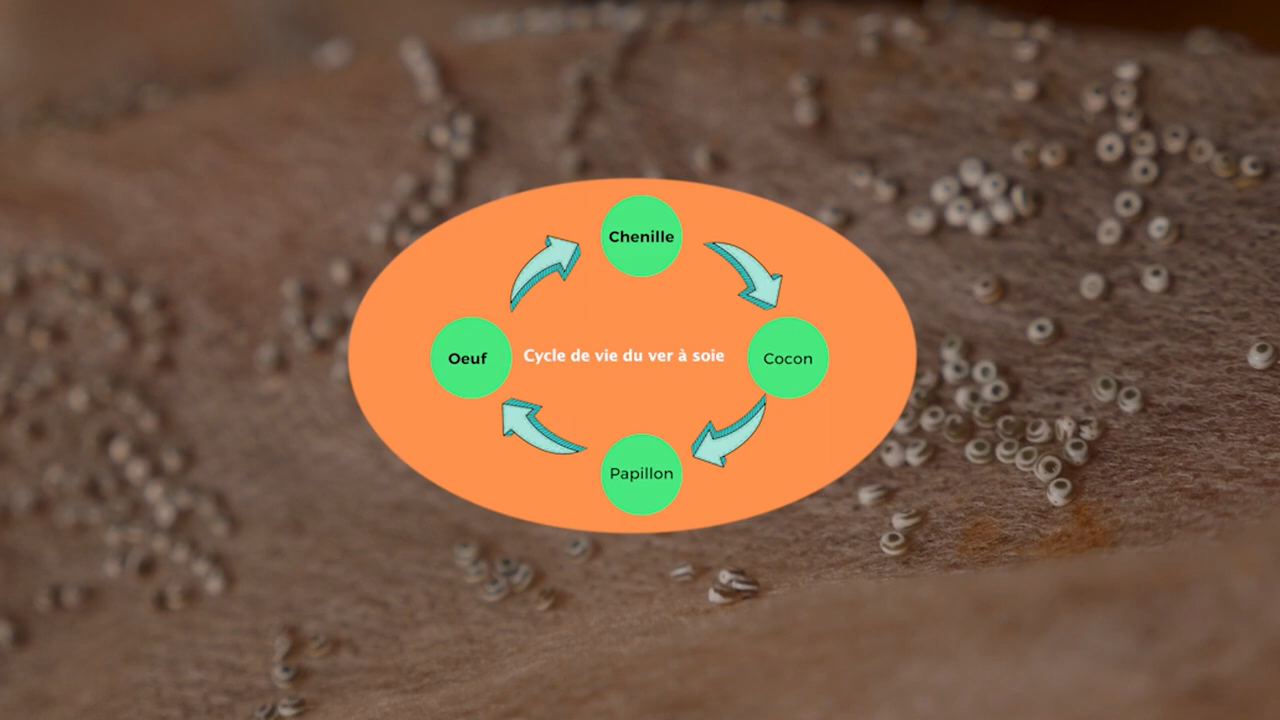 Chenille
Oeuf
Cycle de vie du ver à soie
Cocon
Papillon